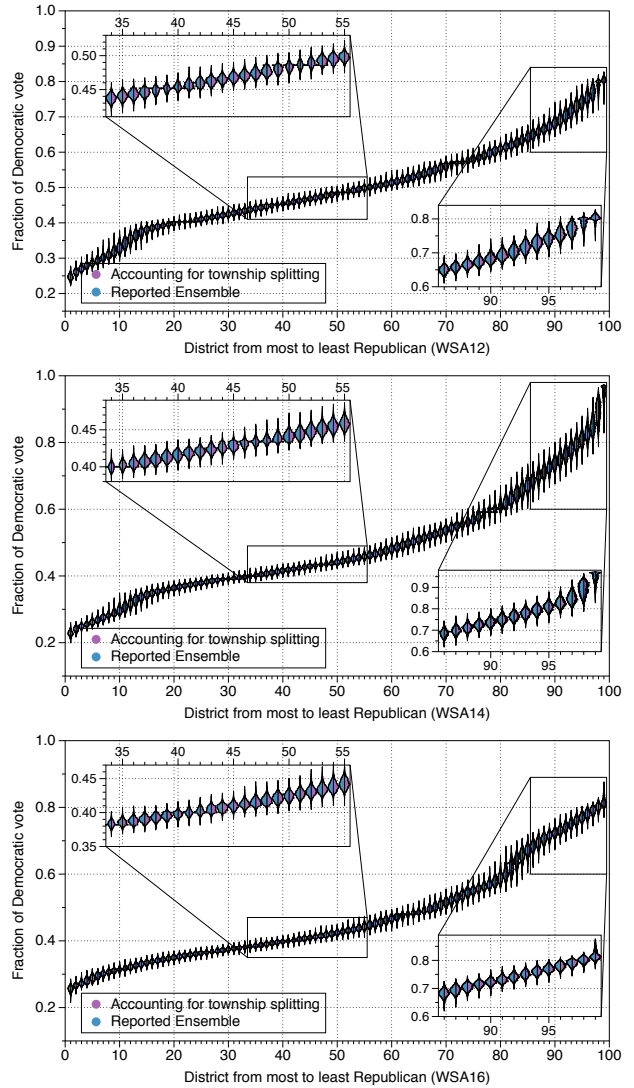 35 40 45 50 55
1.0
0.9
0.8
0.7
0.6
0.5
0.4
0.3
0.2
0.50
0.45
0.8
0.7
0.6
90 95
Fraction of Democratic vote
Accounting for township splitting
Reported Ensemble
0 10 20 30 40 50 60 70 80 90 100
District from most to least Republican (WSA12)
35 40 45 50 55
1.0
0.8
0.6
0.4
0.2
0.45
0.40
0.9
0.8
0.7
0.6
90 95
Fraction of Democratic vote
Accounting for township splitting
Reported Ensemble
0 10 20 30 40 50 60 70 80 90 100
District from most to least Republican (WSA14)
35 40 45 50 55
1.0
0.8
0.6
0.4
0.2
0.45
0.40
0.35
0.8
0.7
0.6
90 95
Fraction of Democratic vote
Accounting for township splitting
Reported Ensemble
0 10 20 30 40 50 60 70 80 90 100
District from most to least Republican (WSA16)